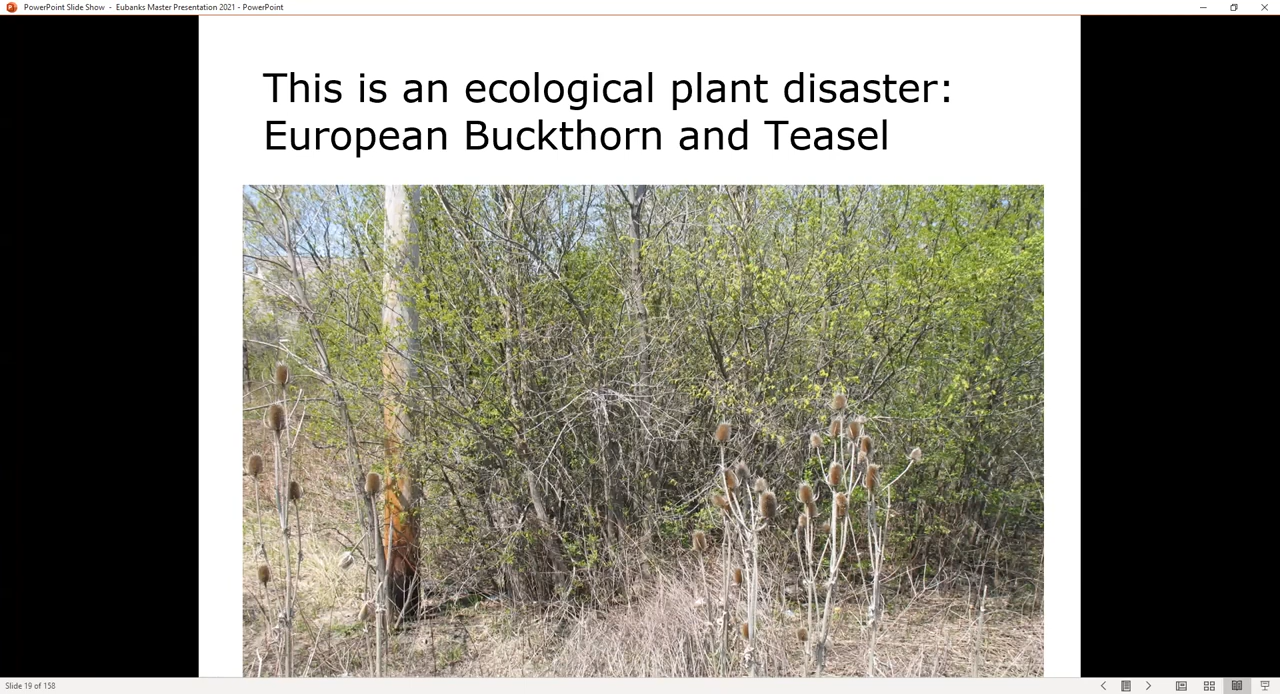 PowerPoint Slide Show - Eubanks Master Presentation 2021 - PowerPoint
This is an ecological plant disaster:
European Buckthorn and Teasel
Slide 19 of 158